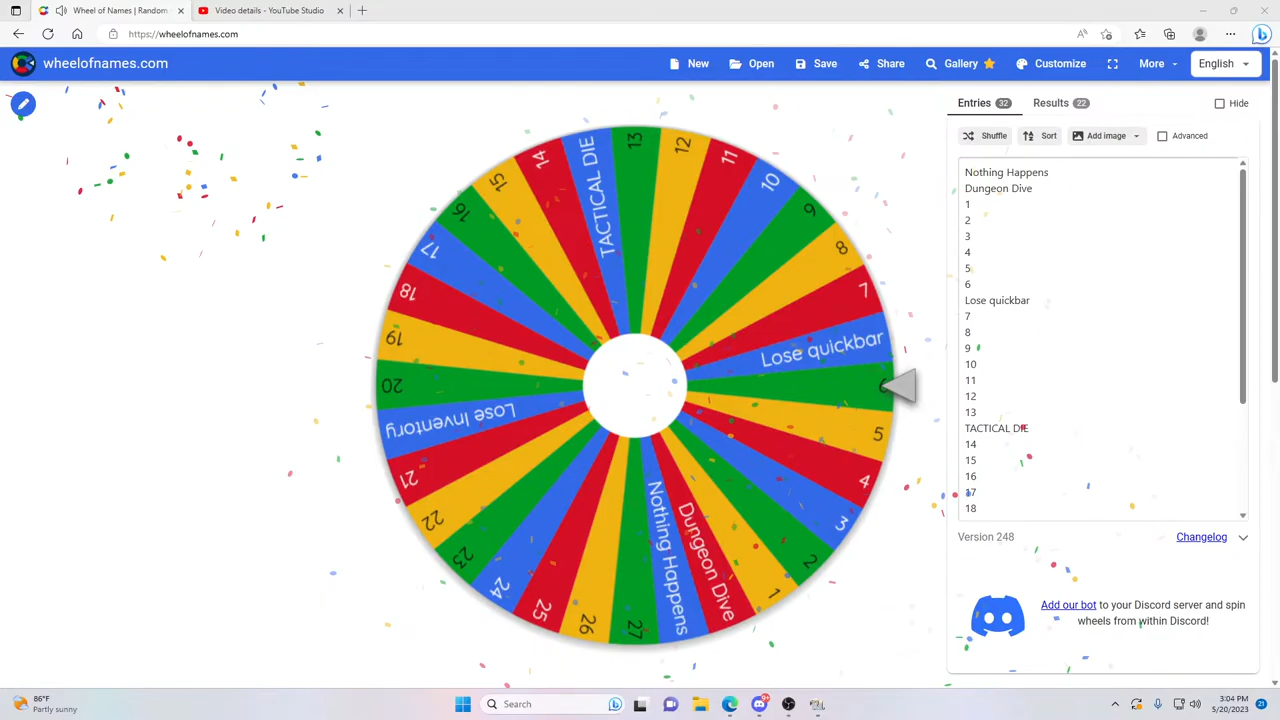 Wheel of Names | Random
Video details - YouTube Studio
https://wheelofnames.com
wheelofnames.com
New
Open
Save
Share
Gallery
Customize
More
English
Entries 32
Results 22
Hide
Shuffle
Sort
Add image
Advanced
Nothing Happens
Dungeon Dive
1
2
3
4
5
6
Lose quickbar
7
8
9
10
11
12
13
TACTICAL DIE
14
15
16
17
18
Version 248
Changelog
Add our bot to your Discord server and spin
wheels from within Discord!
13
12
11
10
9
8
7
Lose quickbar
5
4
3
2
1
Dungeon Dive
Nothing Happens
27
26
25
24
23
22
21
Lose Inventory
20
19
18
17
16
15
14
TACTICAL DIE
86°F
Partly sunny
Search
9+
3:04 PM
5/20/2023
21